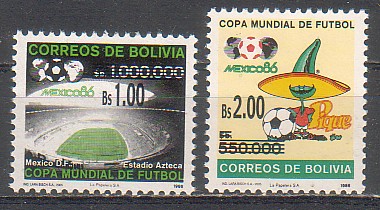 CORREOS DE BOLIVIA
$b. 1.000.000
MEXICO86
Bs 1.00
Mexico D.F. Estadio Azteca
COPA MUNDIAL DE FUTBOL
La Papelera S.A. 1986
COPA MUNDIAL DE FUTBOL
MEXICO86
Bs 2.00
Pique
$b.
550.000
CORREOS DE BOLIVIA
La Papelera S.A. 1986